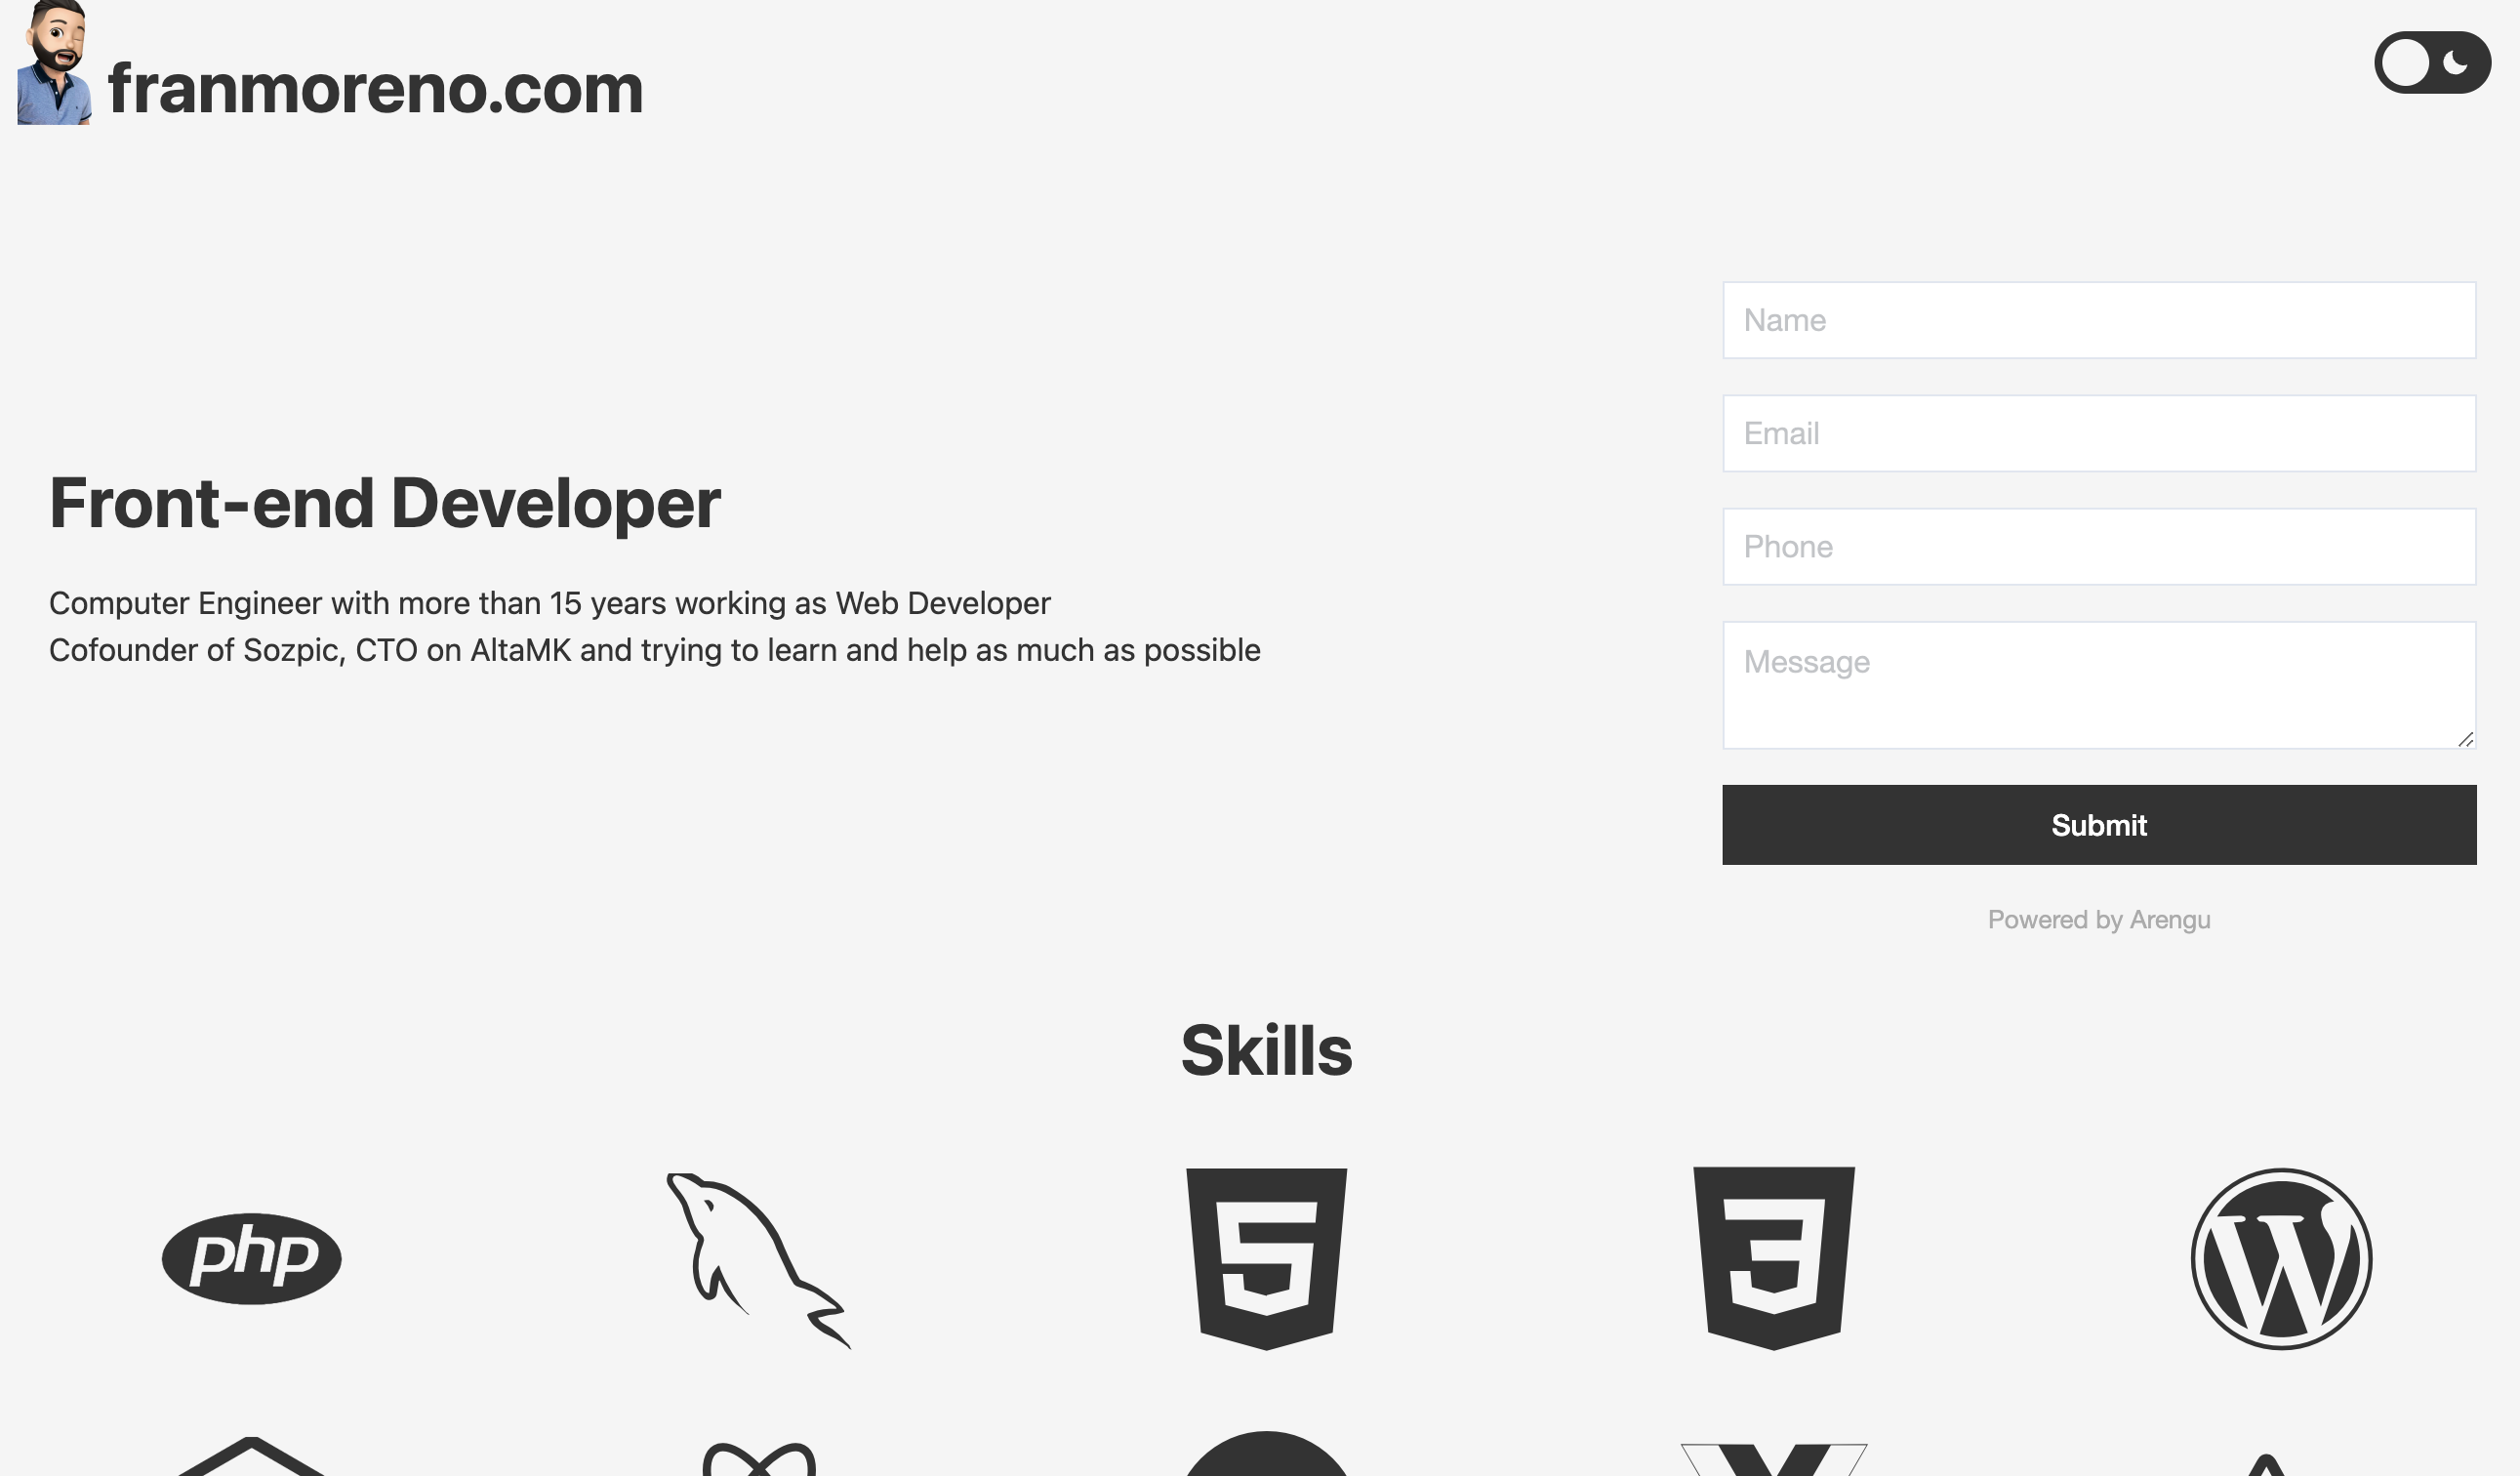 franmoreno.com
Front-end Developer
Computer Engineer with more than 15 years working as Web Developer
Cofounder of Sozpic, CTO on AltaMK and trying to learn and help as much as possible
Name
Email
Phone
Message
Submit
Powered by Arengu
Skills
php